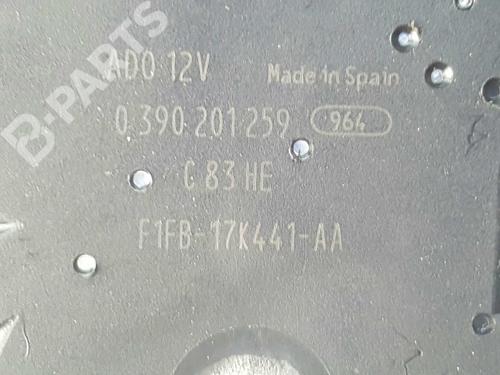 B-PARTS
ADO 12V Made in Spain
0 390 201 259 964
C 83 HE
F1FB-17K441-AA